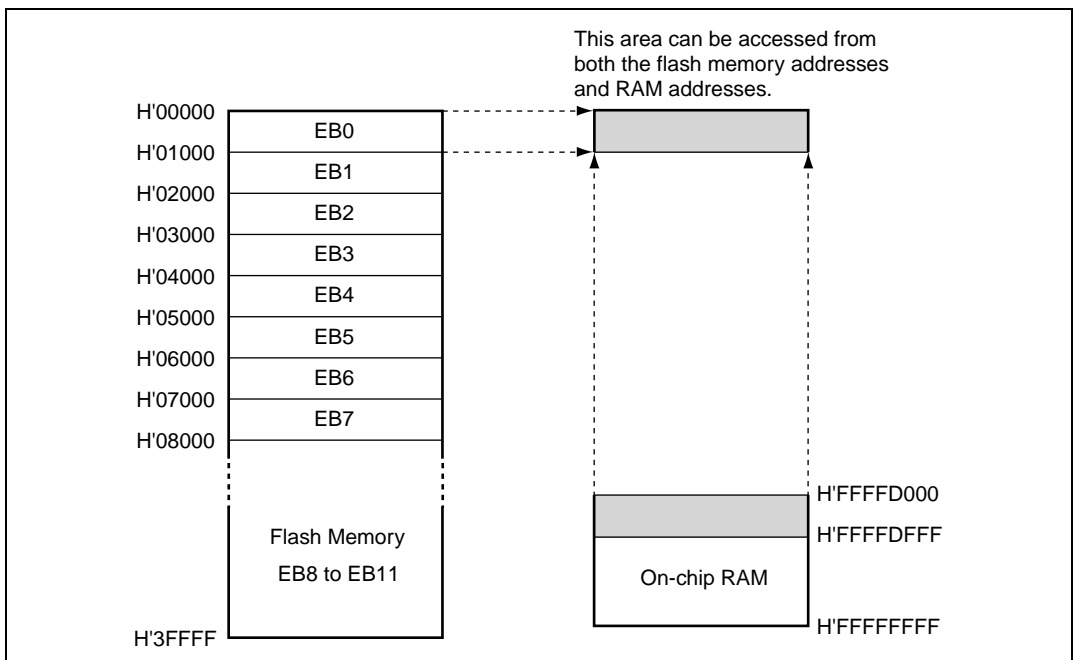 This area can be accessed from
both the flash memory addresses
and RAM addresses.
H'00000
EB0
H'01000
EB1
H'02000
EB2
H'03000
EB3
H'04000
EB4
H'05000
EB5
H'06000
EB6
H'07000
EB7
H'08000
Flash Memory
EB8 to EB11
H'3FFFF
H'FFFFD000
H'FFFFDFFF
On-chip RAM
H'FFFFFFFF